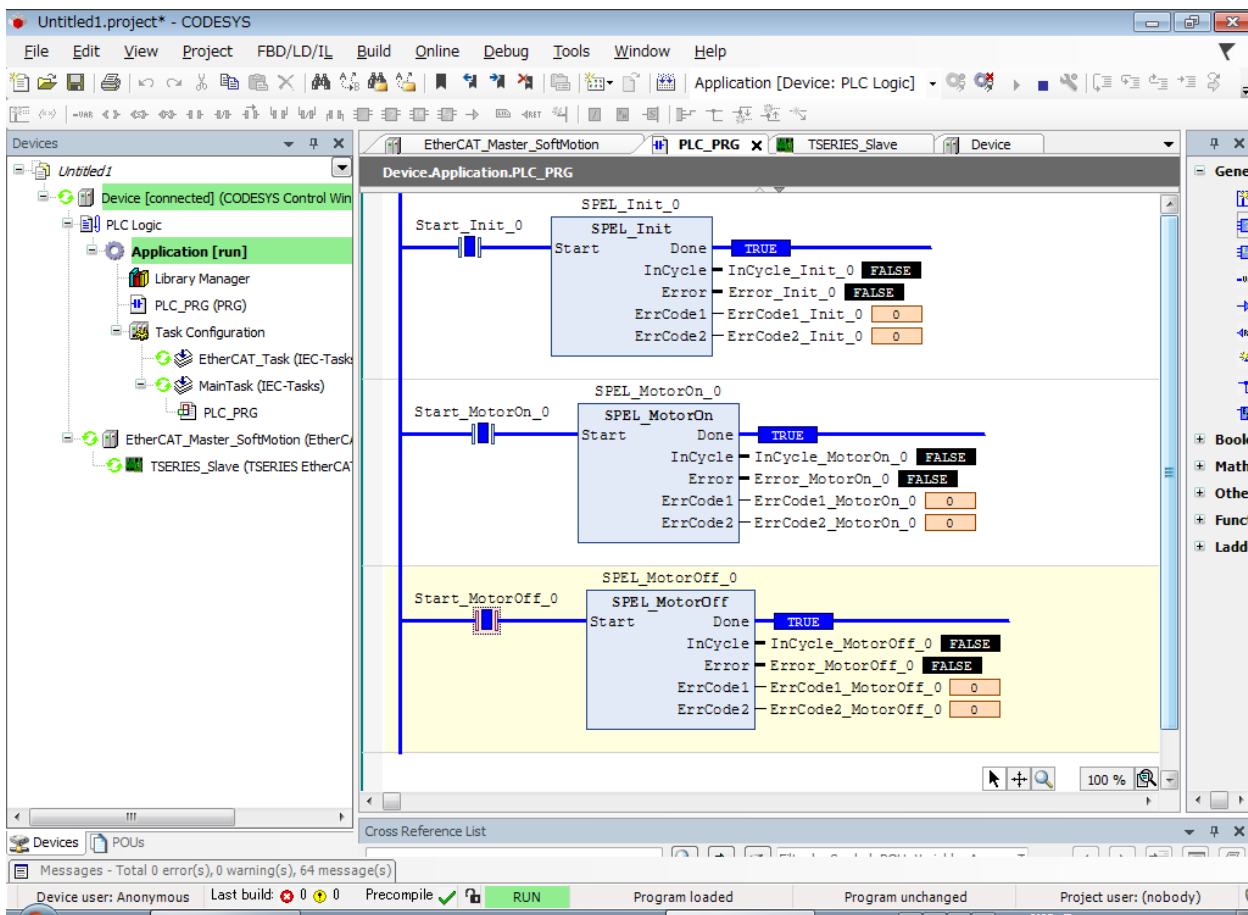 Untitled1.project* - CODESYS
File Edit View Project FBD/LD/IL Build Online Debug Tools Window Help
Application [Device: PLC Logic]
Devices
Untitled1
Device [connected] (CODESYS Control Win
PLC Logic
Application [run]
Library Manager
PLC_PRG (PRG)
Task Configuration
EtherCAT_Task (IEC-Tasks
MainTask (IEC-Tasks)
PLC_PRG
EtherCAT_Master_SoftMotion (EtherCA
TSERIES_Slave (TSERIES EtherCAT
Devices POUs
EtherCAT_Master_SoftMotion PLC_PRG TSERIES_Slave Device
Device.Application.PLC_PRG
SPEL_Init_0
Start_Init_0 SPEL_Init
Start Done TRUE
InCycle InCycle_Init_0 FALSE
Error Error_Init_0 FALSE
ErrCode1 ErrCode1_Init_0 0
ErrCode2 ErrCode2_Init_0 0
SPEL_MotorOn_0
Start_MotorOn_0 SPEL_MotorOn
Start Done TRUE
InCycle InCycle_MotorOn_0 FALSE
Error Error_MotorOn_0 FALSE
ErrCode1 ErrCode1_MotorOn_0 0
ErrCode2 ErrCode2_MotorOn_0 0
SPEL_MotorOff_0
Start_MotorOff_0 SPEL_MotorOff
Start Done TRUE
InCycle InCycle_MotorOff_0 FALSE
Error Error_MotorOff_0 FALSE
ErrCode1 ErrCode1_MotorOff_0 0
ErrCode2 ErrCode2_MotorOff_0 0
100 %
Cross Reference List
Gene
Book
Math
Othe
Funct
Ladd
Messages - Total 0 error(s), 0 warning(s), 64 message(s)
Device user: Anonymous Last build: 0 0 Precompile RUN Program loaded Program unchanged Project user: (nobody)